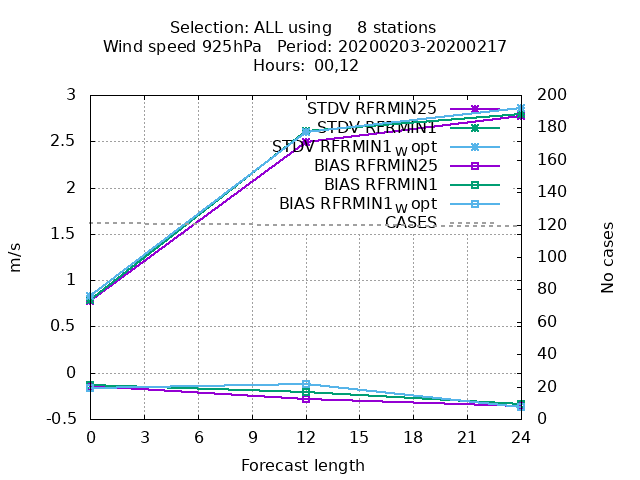 Selection: ALL using 8 stations
Wind speed 925hPa Period: 20200203-20200217
Hours: 00,12
STDV RFRMIN25
STDV RFRMIN1
STDV RFRMIN1W opt
BIAS RFRMIN25
BIAS RFRMIN1
BIAS RFRMIN1W opt
CASES
3
2.5
2
1.5
1
0.5
0
-0.5
m/s
200
180
160
140
120
100
80
60
40
20
0
No cases
0 3 6 9 12 15 18 21 24
Forecast length